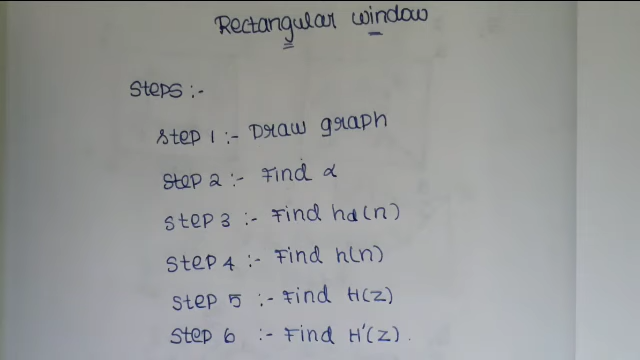 Rectangular window
Steps :-
Step 1 :- Draw graph
Step 2 :- Find α
Step 3 :- Find hd(n)
Step 4 :- Find h(n)
Step 5 :- Find H(z)
Step 6 :- Find H'(z).